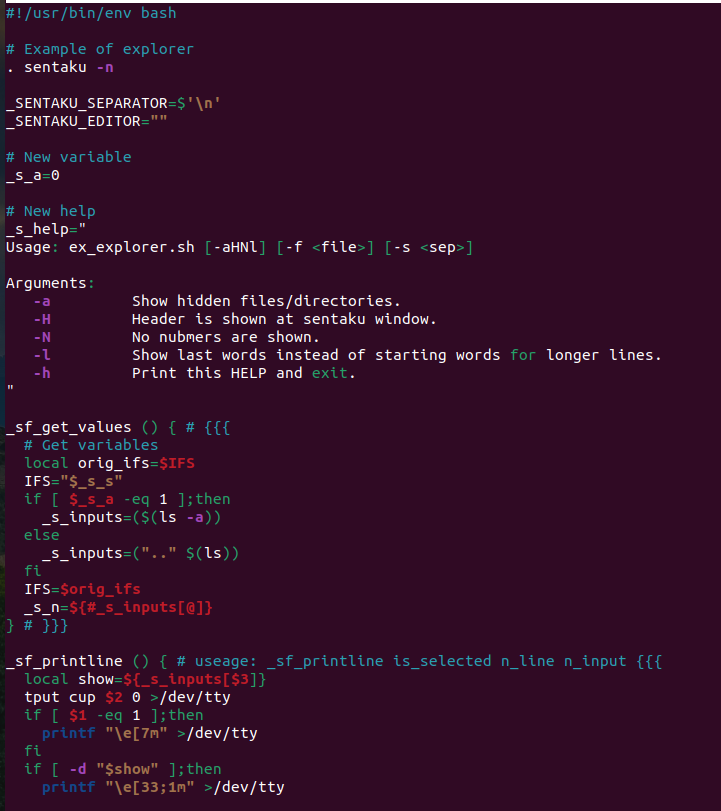 #!/usr/bin/env bash
# Example of explorer
. sentaku -n
_SENTAKU_SEPARATOR=$'\n'
_SENTAKU_EDITOR=""
# New variable
_s_a=0
# New help
_s_help="
Usage: ex_explorer.sh [-aHNl] [-f <file>] [-s <sep>]
Arguments:
   -a         Show hidden files/directories.
   -H         Header is shown at sentaku window.
   -N         No nubmers are shown.
   -l         Show last words instead of starting words for longer lines.
   -h         Print this HELP and exit.
"
_sf_get_values () { # {{{
  # Get variables
  local orig_ifs=$IFS
  IFS="$_s_s"
  if [ $_s_a -eq 1 ];then
    _s_inputs=($(ls -a))
  else
    _s_inputs=(".." $(ls))
  fi
  IFS=$orig_ifs
  _s_n=${#_s_inputs[@]}
} # }}}
_sf_printline () { # useage: _sf_printline is_selected n_line n_input {{{
  local show=${_s_inputs[$3]}
  tput cup $2 0 >/dev/tty
  if [ $1 -eq 1 ];then
    printf "\e[7m" >/dev/tty
  fi
  if [ -d "$show" ];then
    printf "\e[33;1m" >/dev/tty